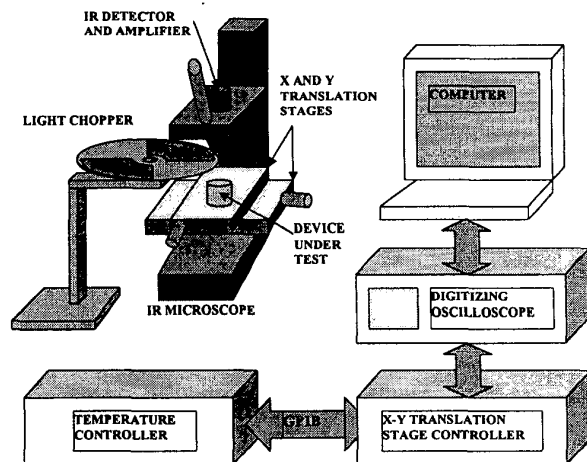 IR DETECTOR
AND AMPLIFIER
X AND Y
TRANSLATION
STAGES
LIGHT CHOPPER
COMPUTER
DEVICE
UNDER
TEST
IR MICROSCOPE
DIGITIZING
OSCILLOSCOPE
TEMPERATURE
CONTROLLER
GPIB
X-Y TRANSLATION
STAGE CONTROLLER